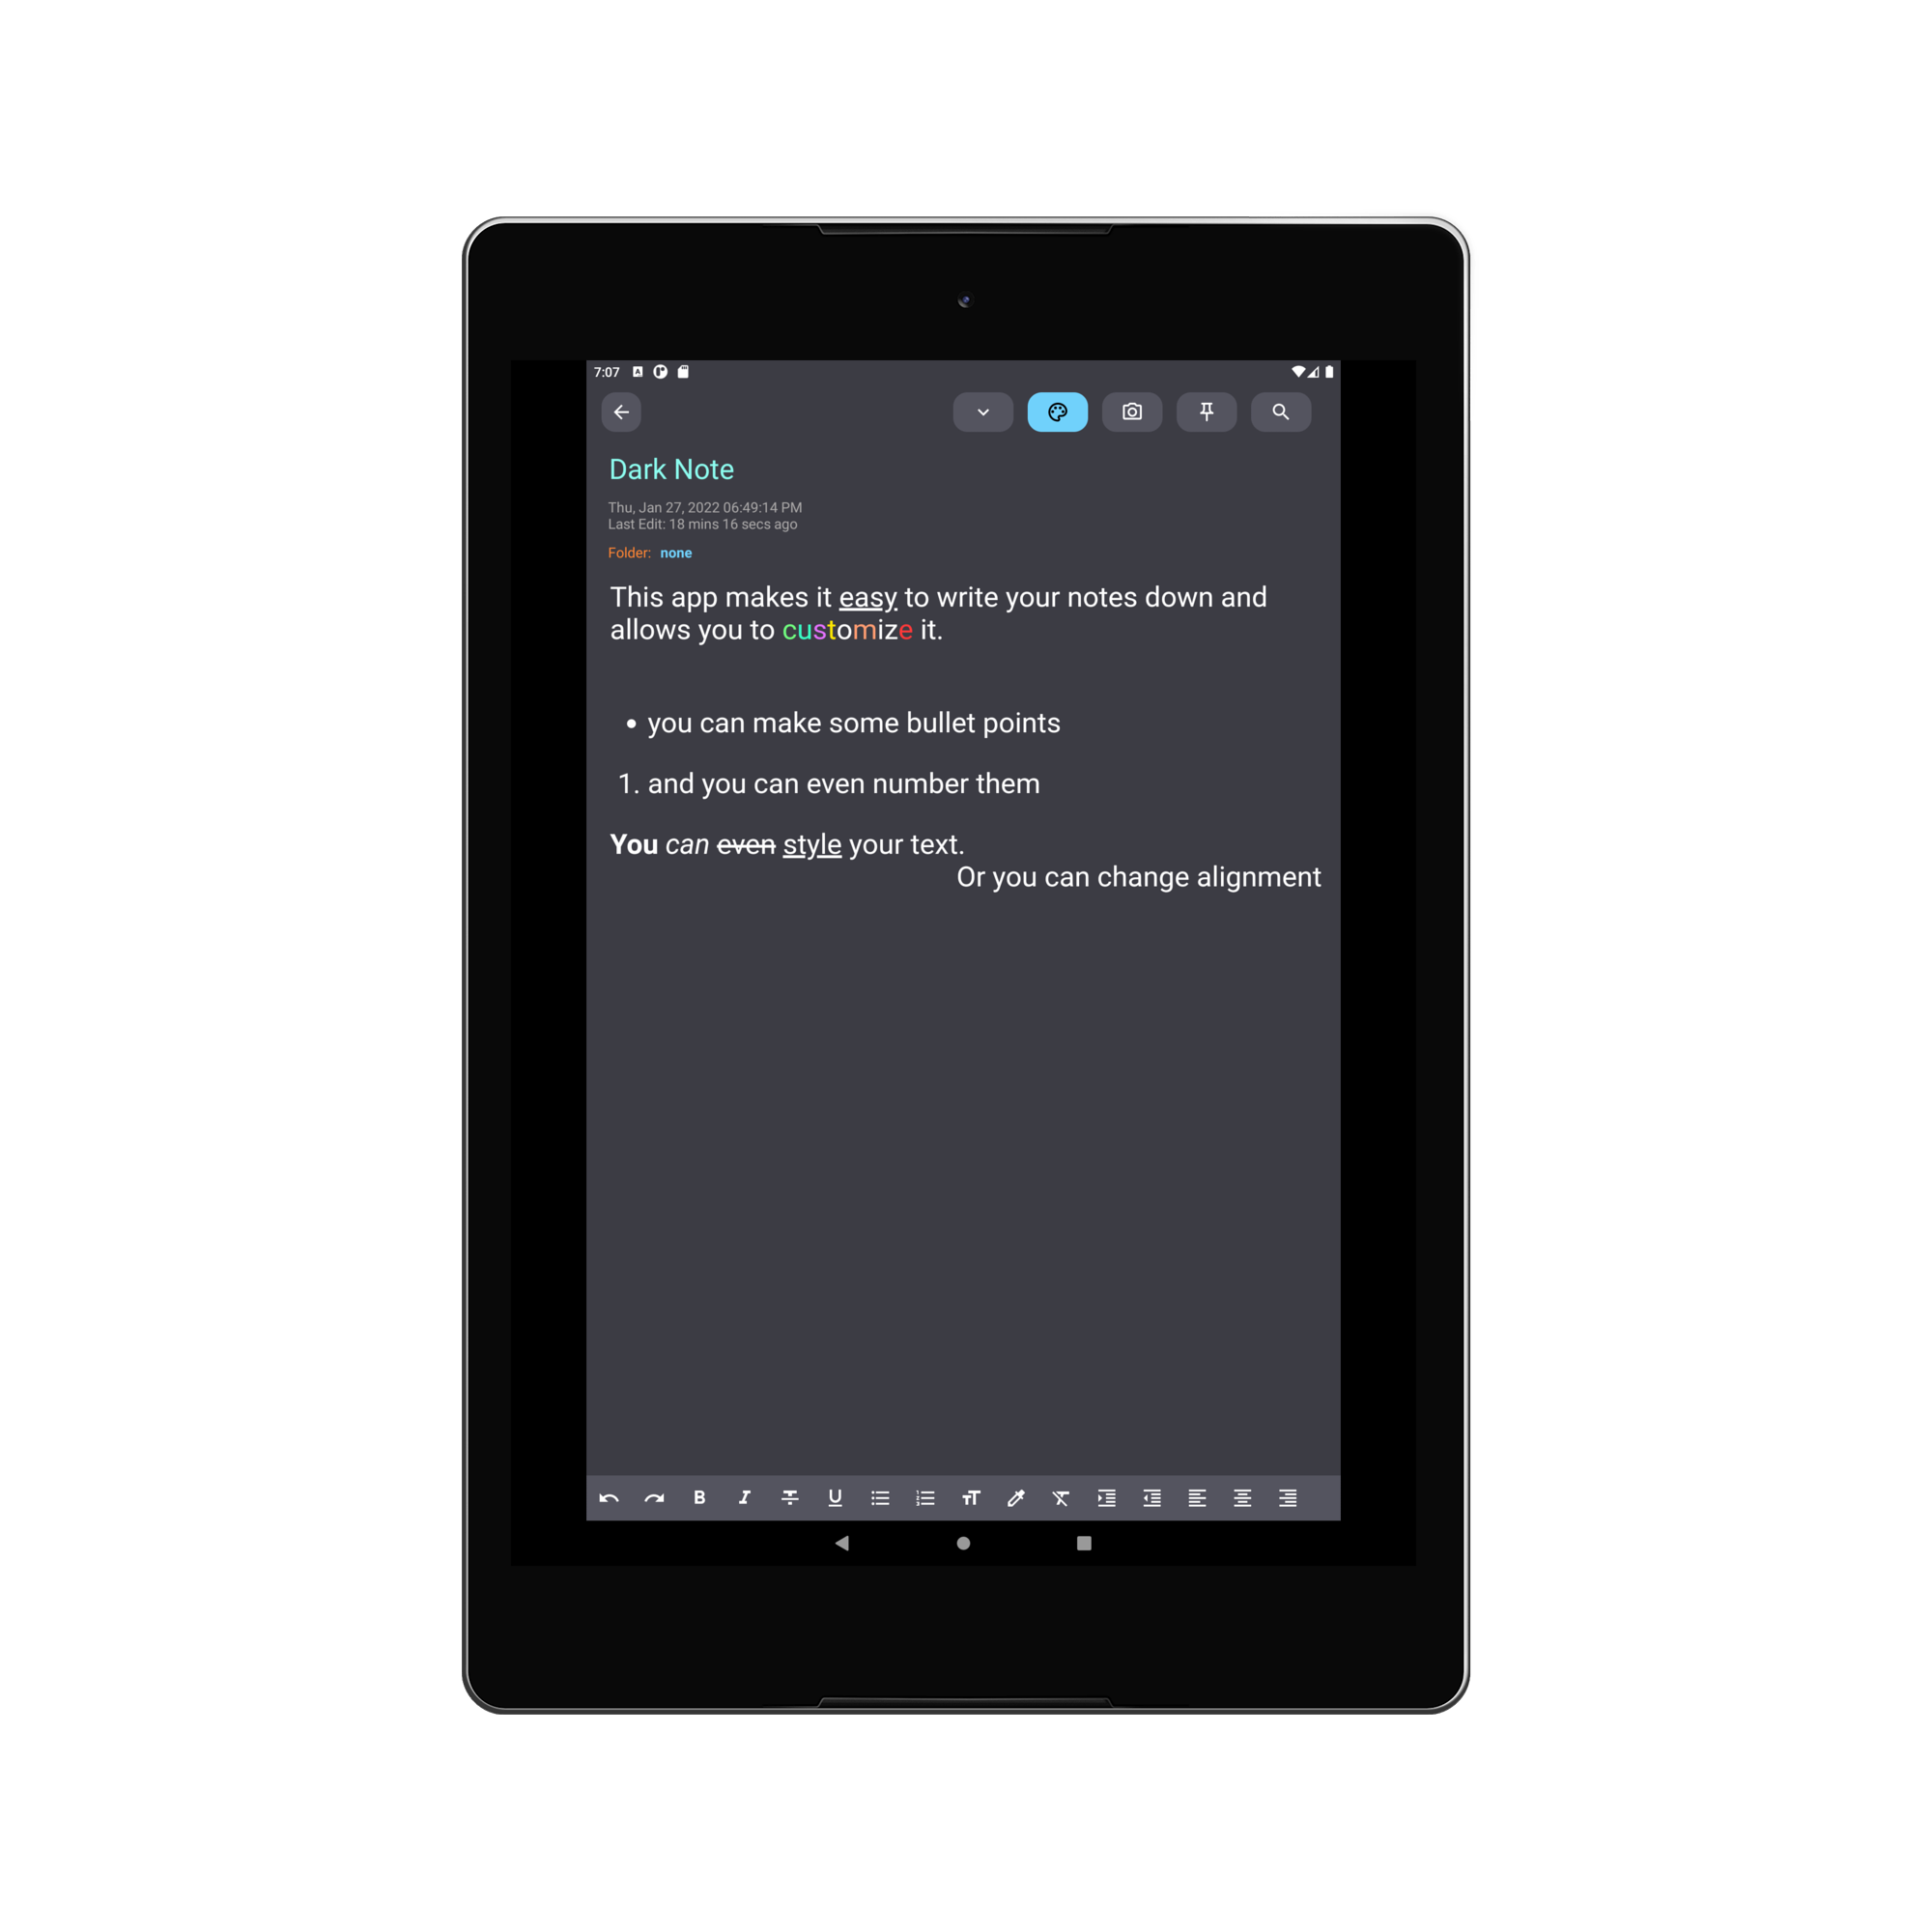 7:07
Dark Note
Thu, Jan 27, 2022 06:49:14 PM
Last Edit: 18 mins 16 secs ago
Folder: none
This app makes it easy to write your notes down and
allows you to customize it.
• you can make some bullet points
1. and you can even number them
You can even style your text.
Or you can change alignment